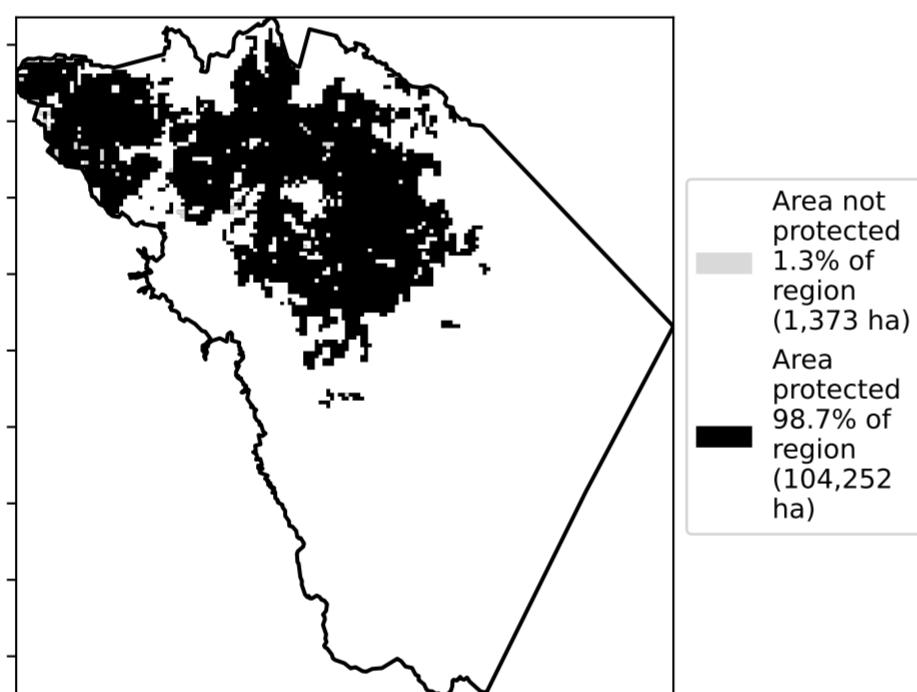 Area not
protected
1.3% of
region
(1,373 ha)
Area
protected
98.7% of
region
(104,252
ha)